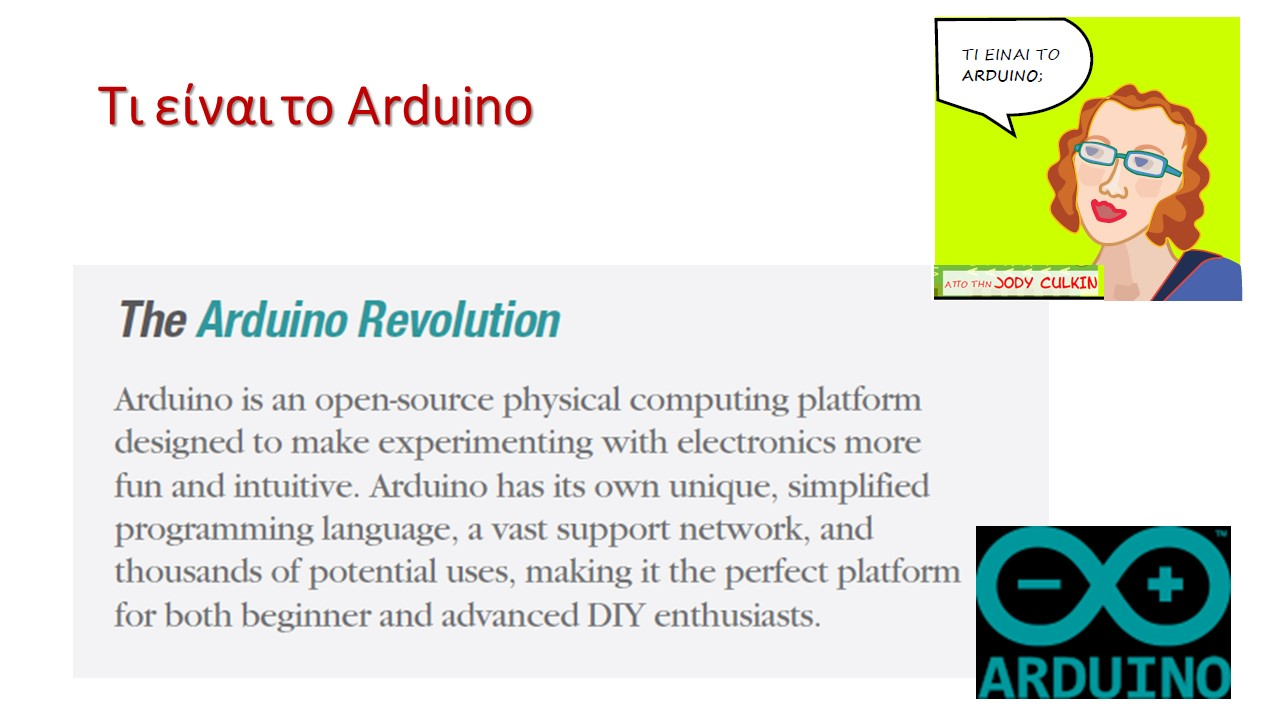 Τι είναι το Arduino
ΤΙ ΕΙΝΑΙ ΤΟ
ARDUINO;
ΑΠΟ ΤΗΝ JODY CULKIN
The Arduino Revolution
Arduino is an open-source physical computing platform
designed to make experimenting with electronics more
fun and intuitive. Arduino has its own unique, simplified
programming language, a vast support network, and
thousands of potential uses, making it the perfect platform
for both beginner and advanced DIY enthusiasts.
TM
ARDUINO